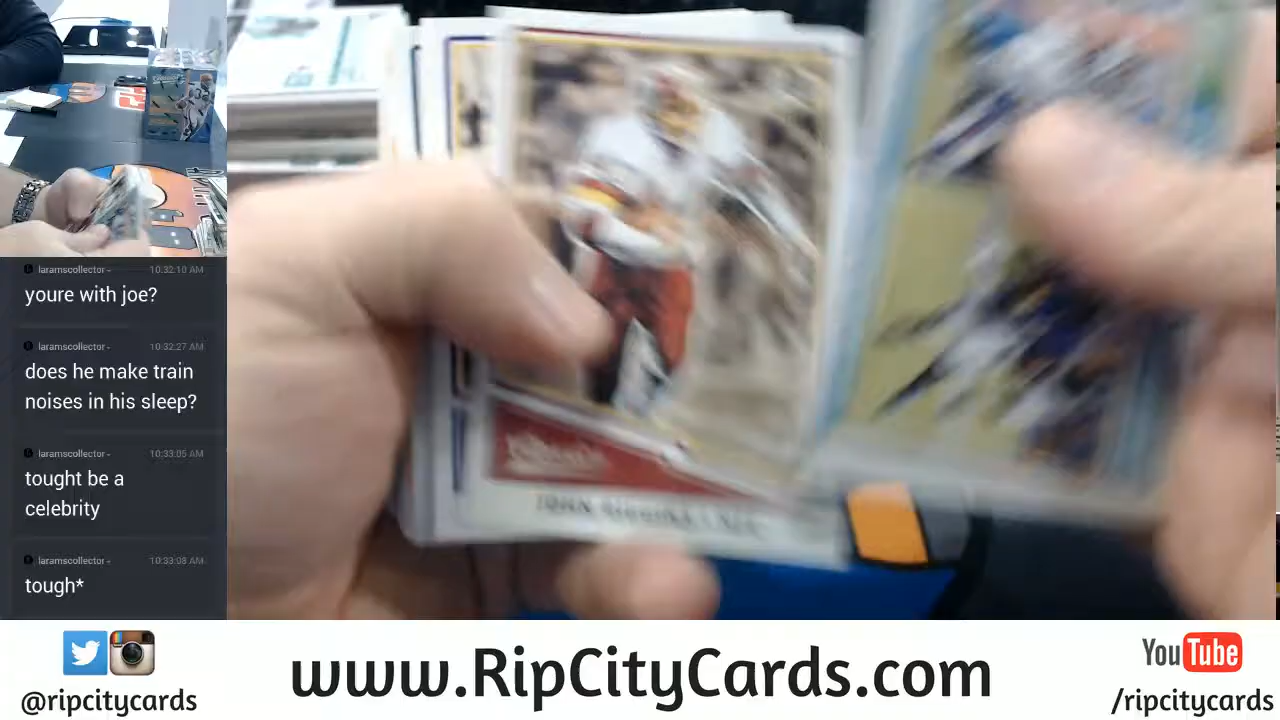 laramscollector - 10:32:10 AM
youre with joe?
laramscollector - 10:32:27 AM
does he make train
noises in his sleep?
laramscollector - 10:33:05 AM
tought be a
celebrity
laramscollector - 10:33:08 AM
tough*
@ripcitycards
www.RipCityCards.com
YouTube
/ripcitycards